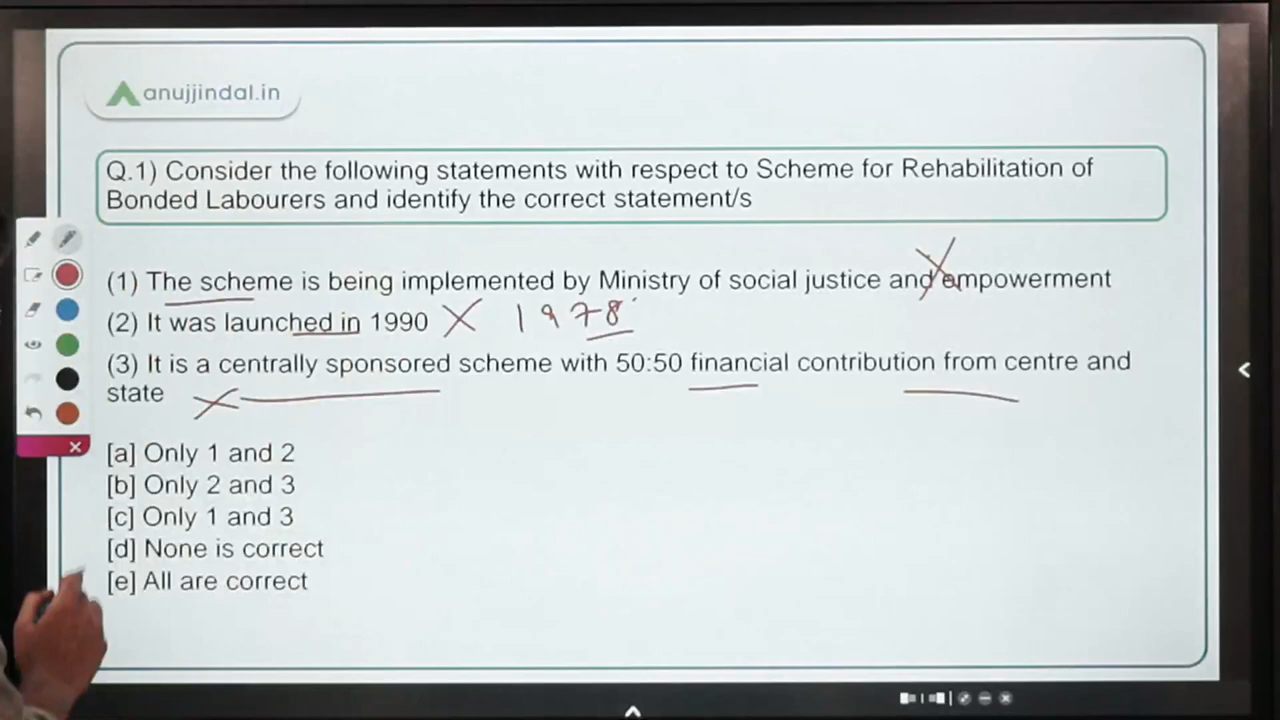 anujjindal.in
Q.1) Consider the following statements with respect to Scheme for Rehabilitation of
Bonded Labourers and identify the correct statement/s
(1) The scheme is being implemented by Ministry of social justice and empowerment
(2) It was launched in 1990 X 1978
(3) It is a centrally sponsored scheme with 50:50 financial contribution from centre and
state
[a] Only 1 and 2
[b] Only 2 and 3
[c] Only 1 and 3
[d] None is correct
[e] All are correct